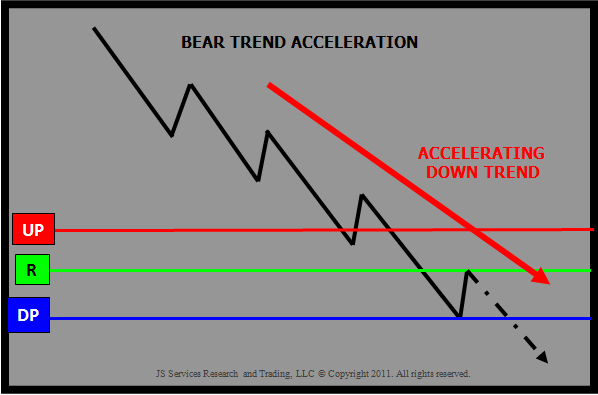 BEAR TREND ACCELERATION
ACCELERATING
DOWN TREND
UP
R
DP
JS Services Research and Trading, LLC © Copyright 2011. All rights reserved.